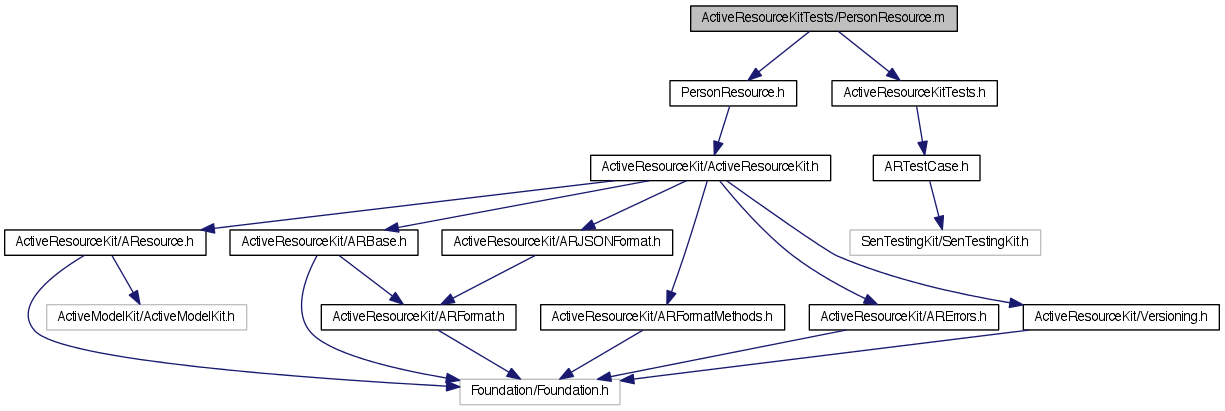 ActiveResourceKitTests/PersonResource.m
PersonResource.h
ActiveResourceKitTests.h
ActiveResourceKit/ActiveResourceKit.h
ARTestCase.h
ActiveResourceKit/AResource.h
ActiveResourceKit/ARBase.h
ActiveResourceKit/ARJSONFormat.h
SenTestingKit/SenTestingKit.h
ActiveModelKit/ActiveModelKit.h
ActiveResourceKit/ARFormat.h
ActiveResourceKit/ARFormatMethods.h
ActiveResourceKit/ARErrors.h
ActiveResourceKit/Versioning.h
Foundation/Foundation.h